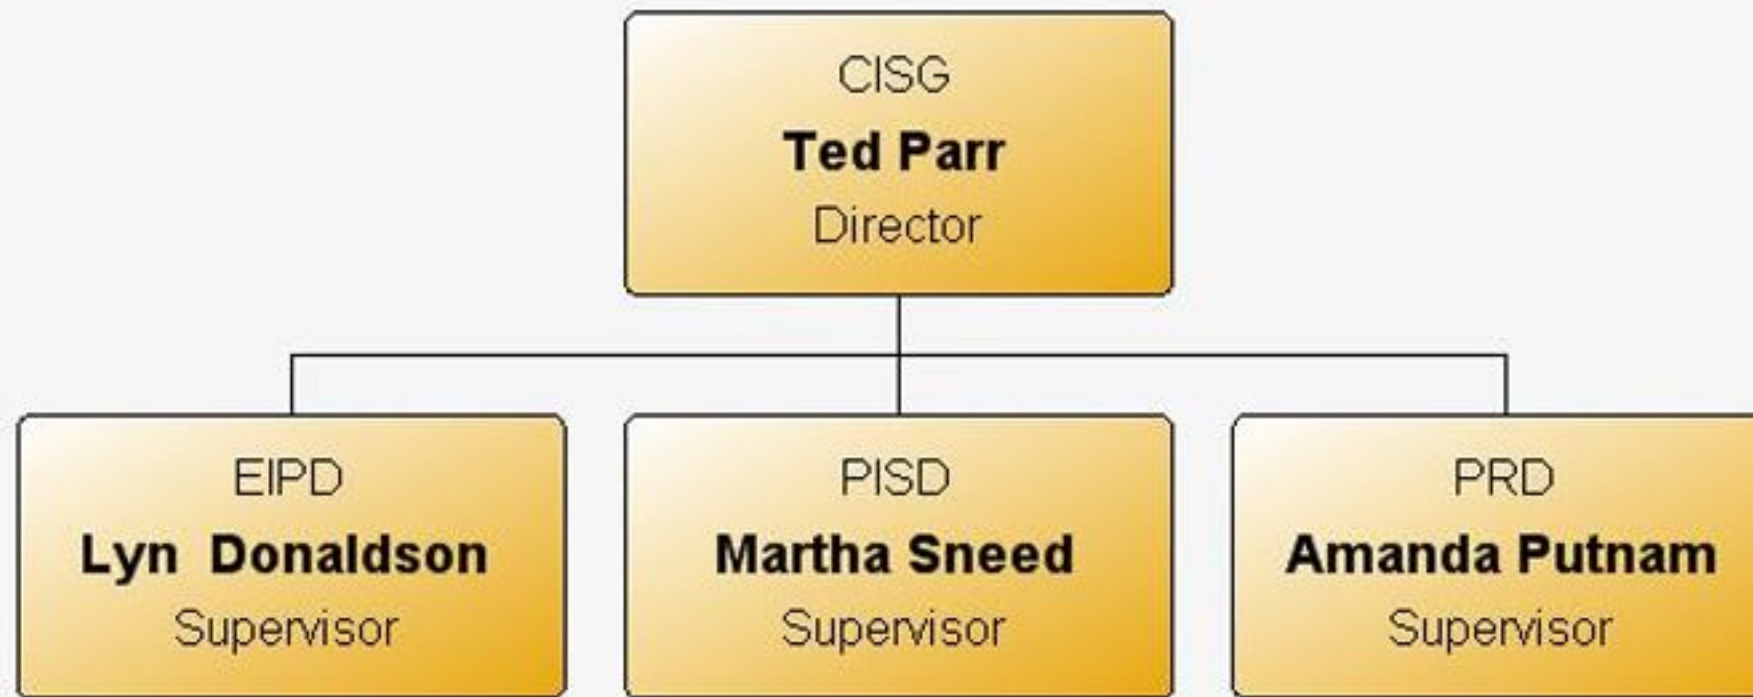 CISG
Ted Parr
Director
EIPD
Lyn  Donaldson
Supervisor
PISD
Martha Sneed
Supervisor
PRD
Amanda Putnam
Supervisor